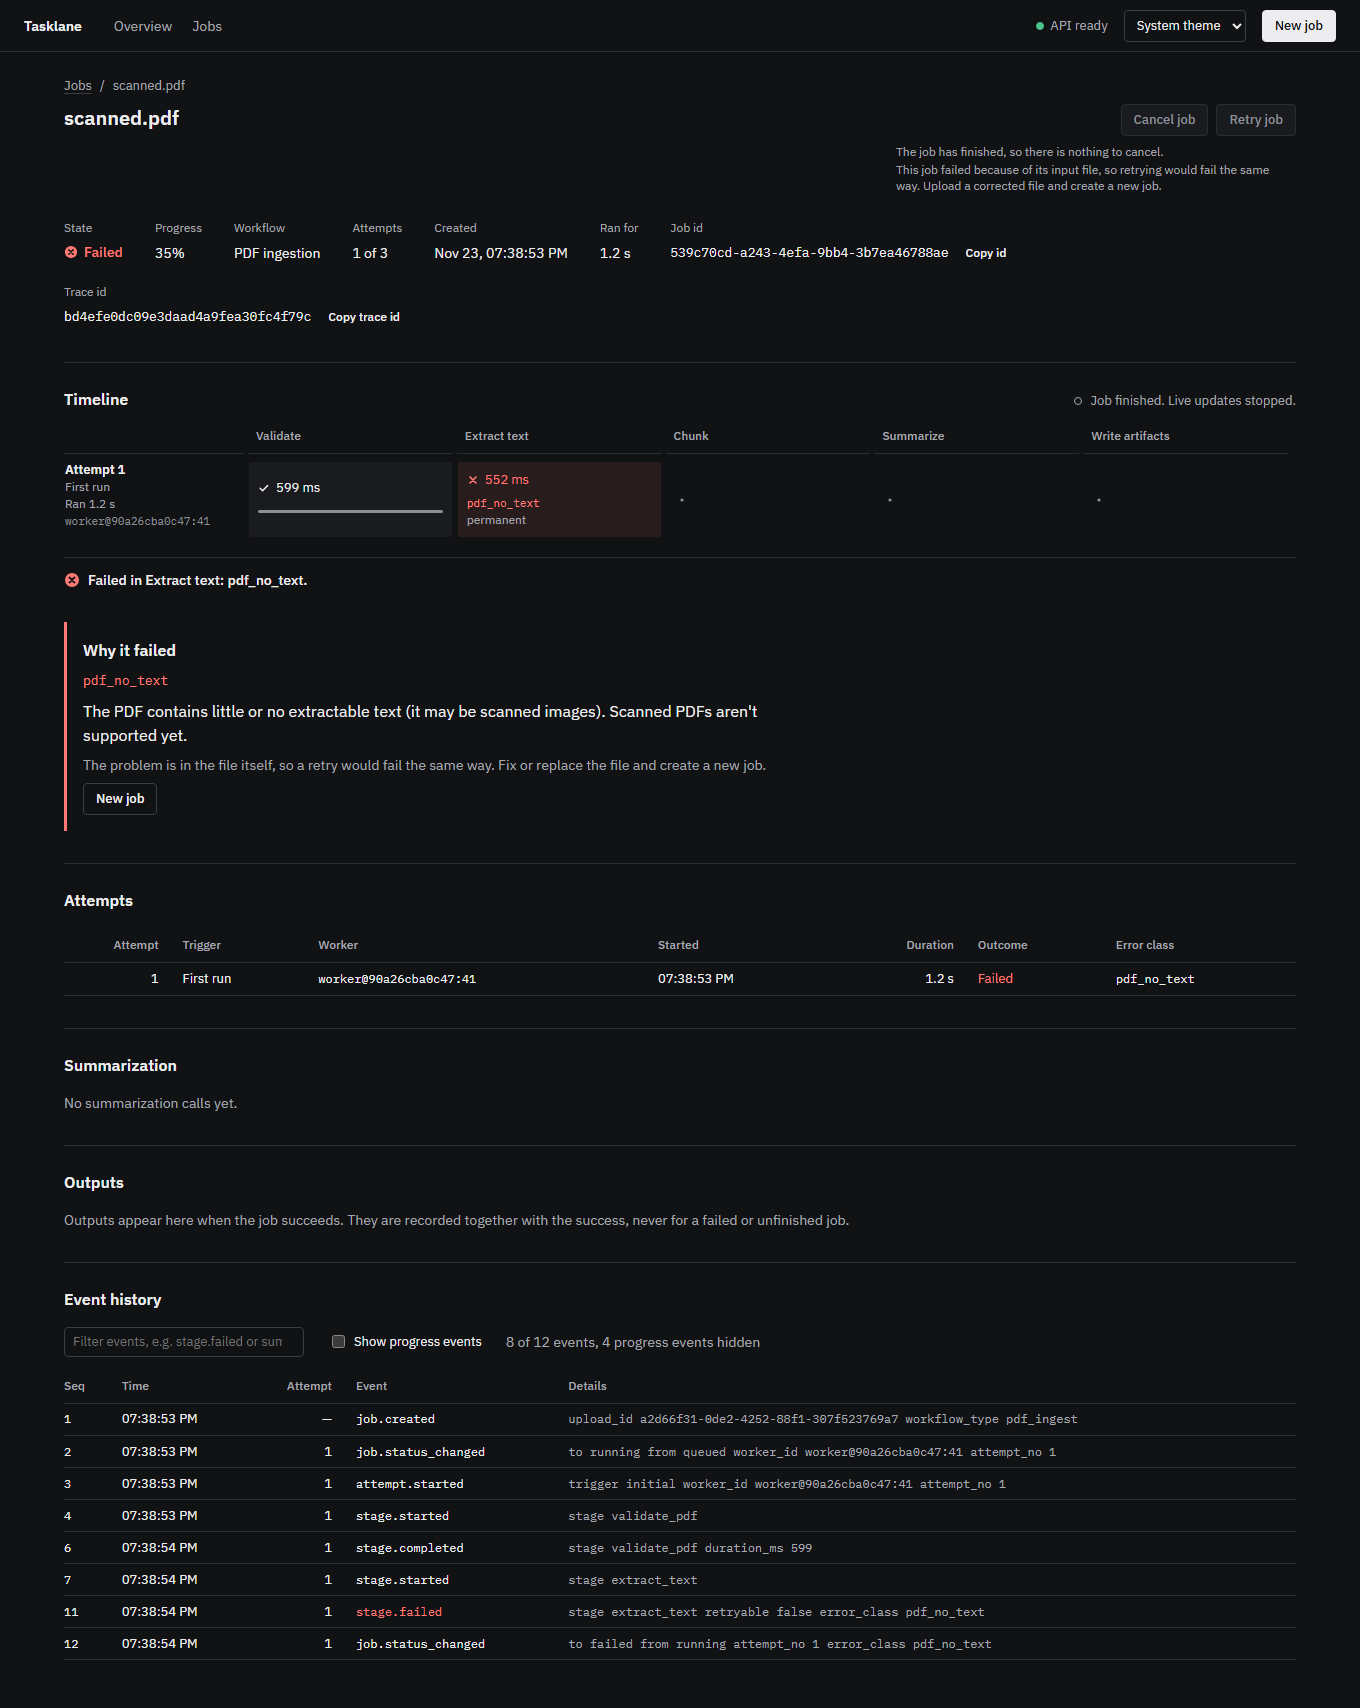 Tasklane Overview Jobs API ready System theme New job
Jobs / scanned.pdf
scanned.pdf Cancel job Retry job
The job has finished, so there is nothing to cancel.
This job failed because of its input file, so retrying would fail the same
way. Upload a corrected file and create a new job.
State Progress Workflow Attempts Created Ran for Job id
Failed 35% PDF ingestion 1 of 3 Nov 23, 07:38:53 PM 1.2 s 539c70cd-a243-4efa-9bb4-3b7ea46788ae Copy id
Trace id
bd4efe0dc09e3daad4a9fea30fc4f79c Copy trace id
Timeline Job finished. Live updates stopped.
Validate Extract text Chunk Summarize Write artifacts
Attempt 1
First run
Ran 1.2 s
worker@90a26cba0c47:41
599 ms
552 ms
pdf_no_text
permanent
Failed in Extract text: pdf_no_text.
Why it failed
pdf_no_text
The PDF contains little or no extractable text (it may be scanned images). Scanned PDFs aren't
supported yet.
The problem is in the file itself, so a retry would fail the same way. Fix or replace the file and create a new job.
New job
Attempts
Attempt Trigger Worker Started Duration Outcome Error class
1 First run worker@90a26cba0c47:41 07:38:53 PM 1.2 s Failed pdf_no_text
Summarization
No summarization calls yet.
Outputs
Outputs appear here when the job succeeds. They are recorded together with the success, never for a failed or unfinished job.
Event history
Filter events, e.g. stage.failed or sum Show progress events 8 of 12 events, 4 progress events hidden
Seq Time Attempt Event Details
1 07:38:53 PM — job.created upload_id a2d66f31-0de2-4252-88f1-307f523769a7 workflow_type pdf_ingest
2 07:38:53 PM 1 job.status_changed to running from queued worker_id worker@90a26cba0c47:41 attempt_no 1
3 07:38:53 PM 1 attempt.started trigger initial worker_id worker@90a26cba0c47:41 attempt_no 1
4 07:38:53 PM 1 stage.started stage validate_pdf
6 07:38:54 PM 1 stage.completed stage validate_pdf duration_ms 599
7 07:38:54 PM 1 stage.started stage extract_text
11 07:38:54 PM 1 stage.failed stage extract_text retryable false error_class pdf_no_text
12 07:38:54 PM 1 job.status_changed to failed from running attempt_no 1 error_class pdf_no_text